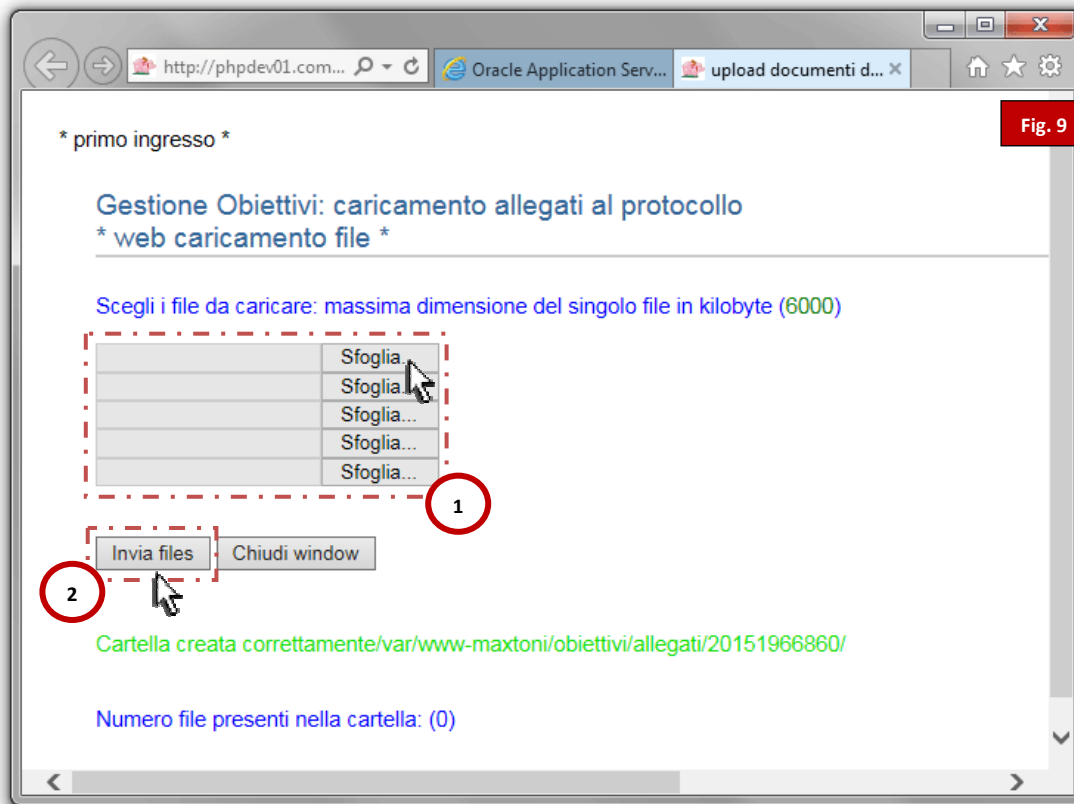 http://phpdev01.com...
Oracle Application Serv...
upload documenti d...
Fig. 9
* primo ingresso *
Gestione Obiettivi: caricamento allegati al protocollo
* web caricamento file *
Scegli i file da caricare: massima dimensione del singolo file in kilobyte (6000)
Sfoglia...
Sfoglia...
Sfoglia...
Sfoglia...
Sfoglia...
1
Invia files
Chiudi window
2
Cartella creata correttamente/var/www-maxtoni/obiettivi/allegati/20151966860/
Numero file presenti nella cartella: (0)